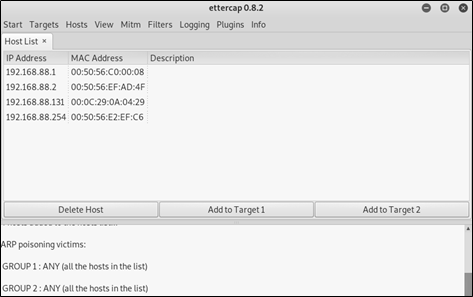 ettercap 0.8.2
Start Targets Hosts View Mitm Filters Logging Plugins Info
Host List ×
IP Address MAC Address Description
192.168.88.1 00:50:56:C0:00:08
192.168.88.2 00:50:56:EF:AD:4F
192.168.88.131 00:0C:29:0A:04:29
192.168.88.254 00:50:56:E2:EF:C6
Delete Host Add to Target 1 Add to Target 2
ARP poisoning victims:
GROUP 1 : ANY (all the hosts in the list)
GROUP 2 : ANY (all the hosts in the list)